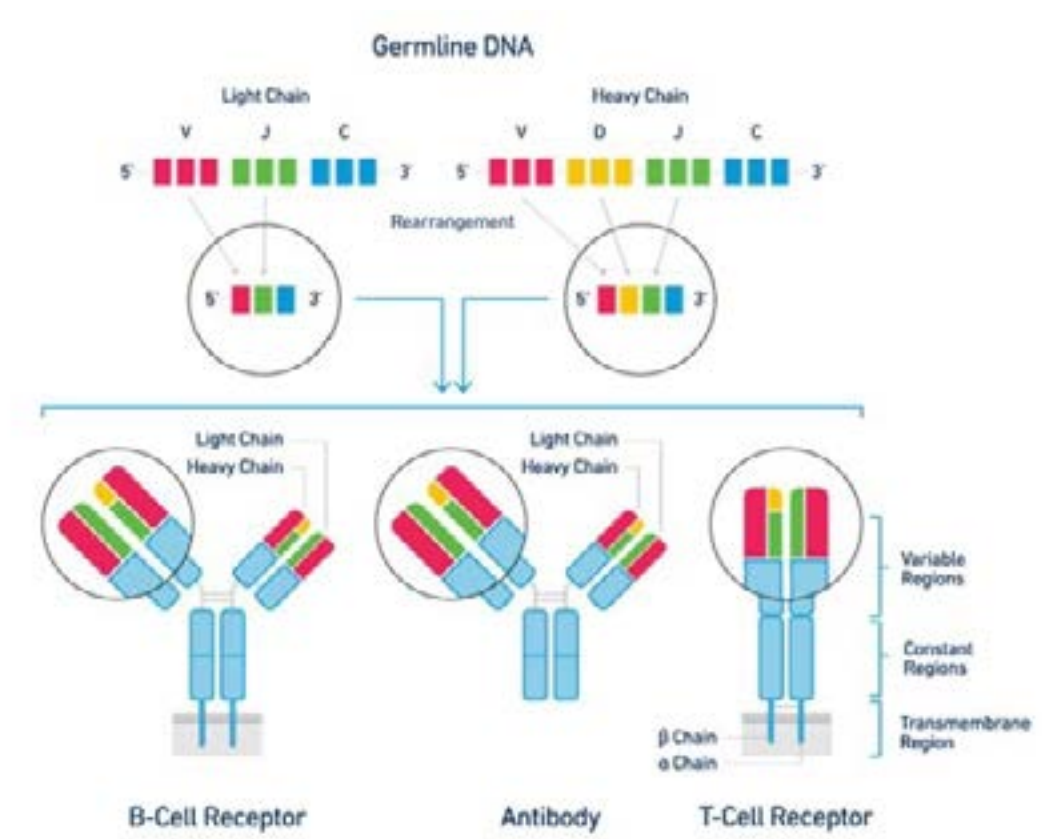 Germline DNA
Light Chain
Heavy Chain
V J C
V D J C
5´ 3´
5´ 3´
Rearrangement
5´ 3´
5´ 3´
Light Chain
Heavy Chain
Light Chain
Heavy Chain
Variable
Regions
Constant
Regions
Transmembrane
Region
β Chain
α Chain
B-Cell Receptor
Antibody
T-Cell Receptor